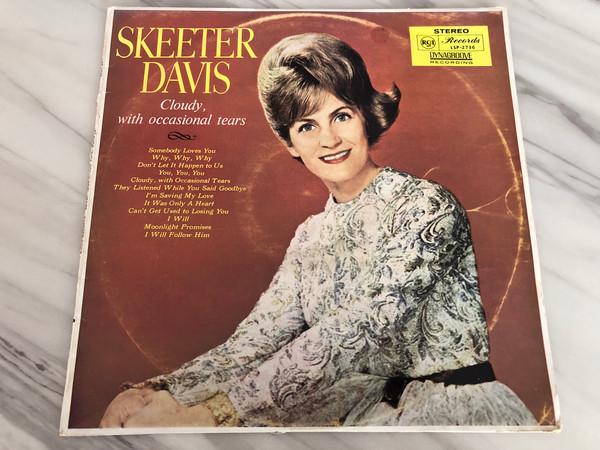 SKEETER
DAVIS
Cloudy,
with occasional tears
Somebody Loves You
Why, Why, Why
Don't Let It Happen to Us
You, You, You
Cloudy, with Occasional Tears
They Listened While You Said Goodbye
I'm Saving My Love
It Was Only A Heart
Can't Get Used to Losing You
I Will
Moonlight Promises
I Will Follow Him
STEREO
RCA Records
LSP-2736
DYNAGROOVE
RECORDING